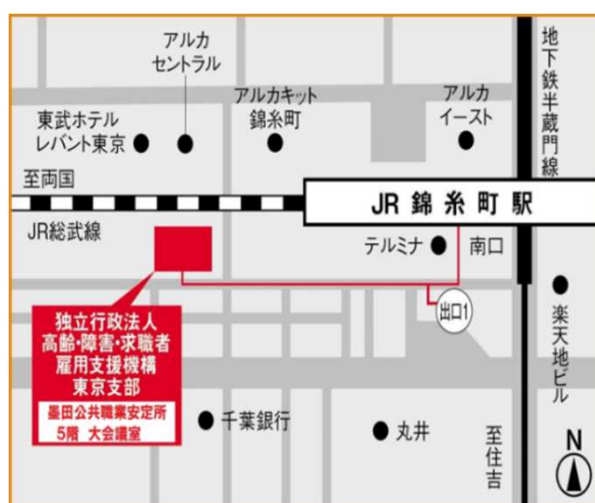 アルカ
セントラル
東武ホテル
レバント東京
アルカキット
錦糸町
アルカ
イースト
地下鉄半蔵門線
至両国
JR錦糸町駅
JR総武線
テルミナ
南口
出口1
楽天地ビル
独立行政法人
高齢・障害・求職者
雇用支援機構
東京支部
墨田公共職業安定所
5階 大会議室
千葉銀行
丸井
至住吉
N